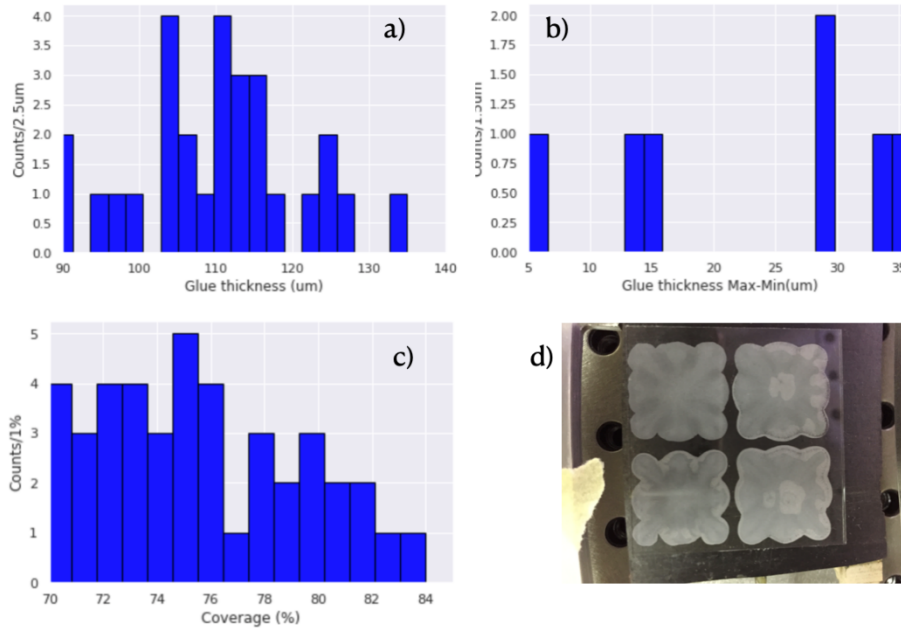 a)
Counts/2.5um
4.0
3.5
3.0
2.5
2.0
1.5
1.0
0.5
0.0
90 100 110 120 130 140
Glue thickness (um)
b)
Counts/1.5um
2.00
1.75
1.50
1.25
1.00
0.75
0.50
0.25
0.00
5 10 15 20 25 30 35
Glue thickness Max-Min(um)
c)
Counts/1%
5
4
3
2
1
0
70 72 74 76 78 80 82 84
Coverage (%)
d)